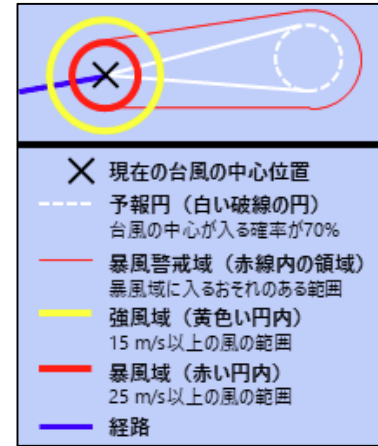 現在の台風の中心位置
予報円（白い破線の円）
台風の中心が入る確率が70%
暴風警戒域（赤線内の領域）
暴風域に入るおそれのある範囲
強風域（黄色い円内）
15 m/s以上の風の範囲
暴風域（赤い円内）
25 m/s以上の風の範囲
経路